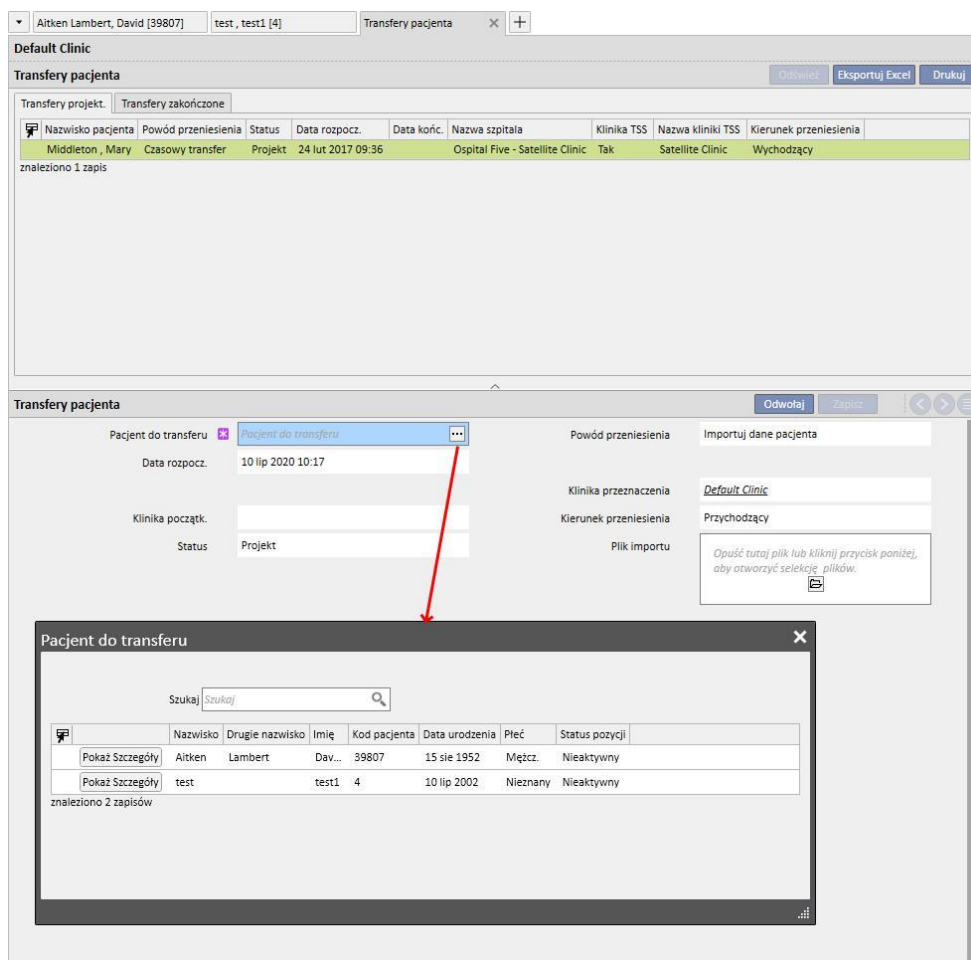 Aitken Lambert, David [39807] test , test1 [4] Transfery pacjenta
Default Clinic
Transfery pacjenta Odśwież Eksportuj Excel Drukuj
Transfery projekt. Transfery zakończone
Nazwisko pacjenta Powód przeniesienia Status Data rozpocz. Data końc. Nazwa szpitala Klinika TSS Nazwa kliniki TSS Kierunek przeniesienia
Middleton , Mary Czasowy transfer Projekt 24 lut 2017 09:36 Ospital Five - Satellite Clinic Tak Satellite Clinic Wychodzący
znaleziono 1 zapis
Transfery pacjenta Odwołaj Zapisz
Pacjent do transferu Pacjent do transferu Powód przeniesienia Importuj dane pacjenta
Data rozpocz. 10 lip 2020 10:17
Klinika przeznaczenia Default Clinic
Klinika początk. Kierunek przeniesienia Przychodzący
Status Projekt Plik importu Opuść tutaj plik lub kliknij przycisk poniżej,
aby otworzyć selekcję plików.
Pacjent do transferu
Szukaj Szukaj
Nazwisko Drugie nazwisko Imię Kod pacjenta Data urodzenia Płeć Status pozycji
Pokaż Szczegóły Aitken Lambert Dav... 39807 15 sie 1952 Mężcz. Nieaktywny
Pokaż Szczegóły test test1 4 10 lip 2002 Nieznany Nieaktywny
znaleziono 2 zapisów